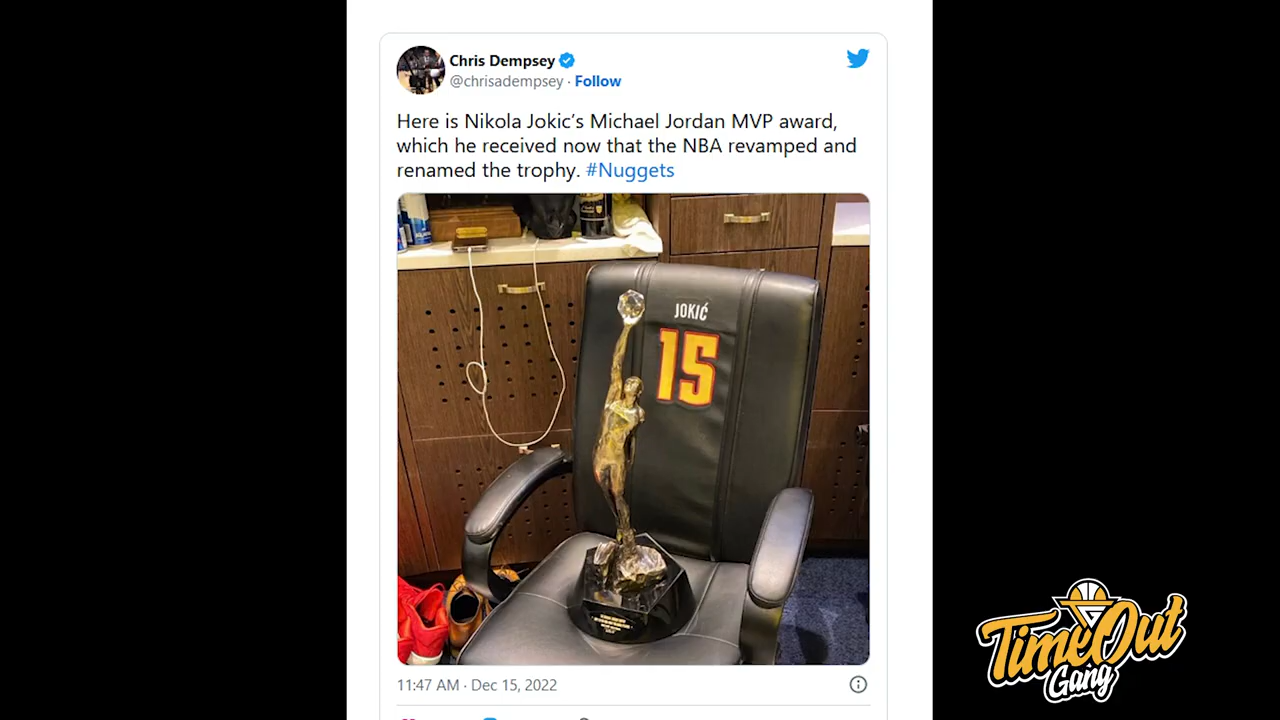 Chris Dempsey
@chrisadempsey · Follow
Here is Nikola Jokic’s Michael Jordan MVP award,
which he received now that the NBA revamped and
renamed the trophy. #Nuggets
JOKIĆ
15
11:47 AM · Dec 15, 2022
TimeOut
Gang